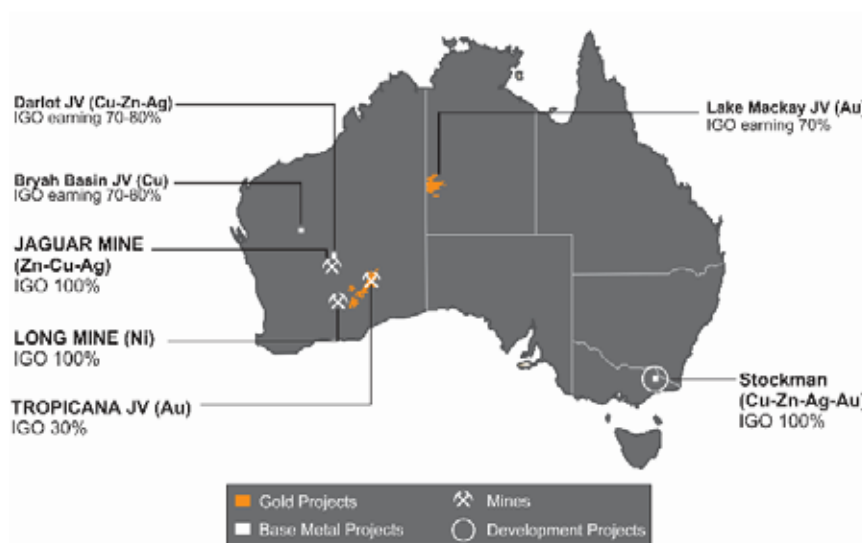 Darlot JV (Cu-Zn-Ag)
IGO earning 70-80%
Lake Mackay JV (Au)
IGO earning 70%
Bryah Basin JV (Cu)
IGO earning 70-80%
JAGUAR MINE
(Zn-Cu-Ag)
IGO 100%
LONG MINE (Ni)
IGO 100%
TROPICANA JV (Au)
IGO 30%
Stockman
(Cu-Zn-Ag-Au)
IGO 100%
Gold Projects
Mines
Base Metal Projects
Development Projects